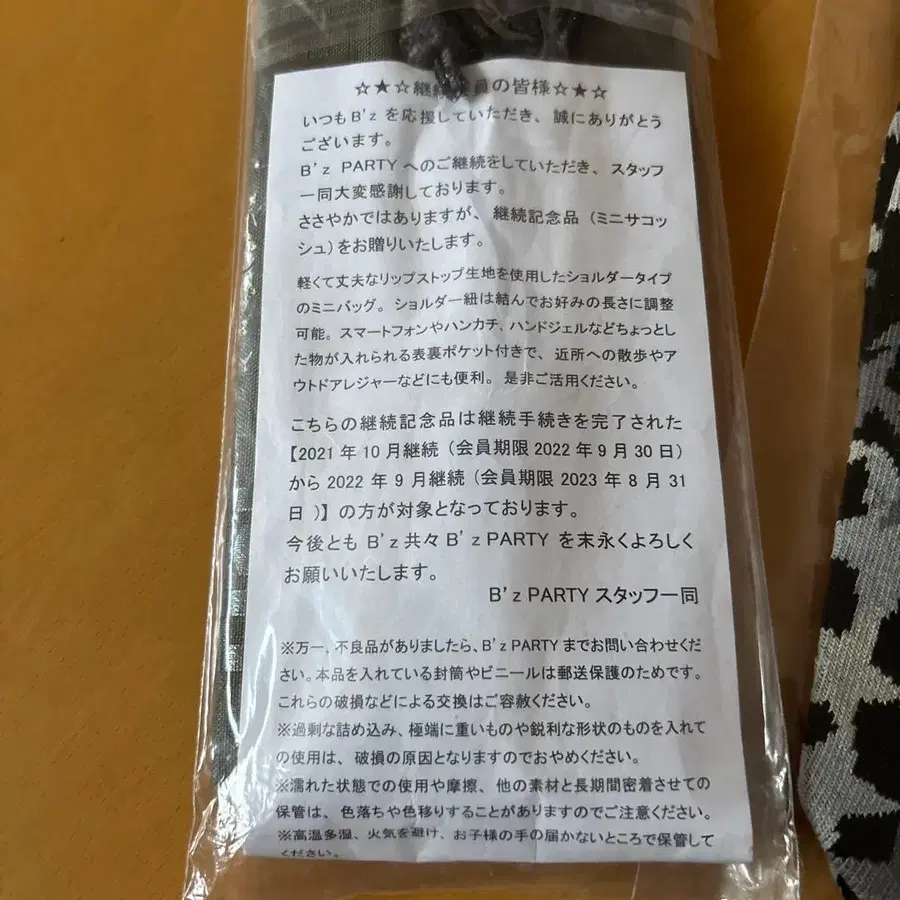 ☆★☆継続 員の皆様☆★☆
いつもB'zを応援していただき、誠にありがとう
ございます。
B'z PARTYへのご継続をしていただき、スタッフ
一同大変感謝しております。
ささやかではありますが、継続記念品（ミニサコッ
シュ）をお贈りいたします。
軽くて丈夫なリップストップ生地を使用したショルダータイプ
のミニバッグ。ショルダー紐は結んでお好みの長さに調整
可能。スマートフォンやハンカチ、ハンドジェルなどちょっとし
た物が入れられる表裏ポケット付きで、近所への散歩やア
ウトドアレジャーなどにも便利。是非ご活用ください。
こちらの継続記念品は継続手続きを完了された
【2021年10月継続（会員期限2022年9月30日）
から2022年9月継続（会員期限2023年8月31
日）】の方が対象となっております。
今後ともB'z共々B'z PARTYを末永くよろしく
お願いいたします。
B'z PARTYスタッフ一同
※万一、不良品がありましたら、B'z PARTYまでお問い合わせくだ
さい。本品を入れている封筒やビニールは郵送保護のためです。
これらの破損などによる交換はご容赦ください。
※過剰な詰め込み、極端に重いものや鋭利な形状のものを入れて
の使用は、破損の原因となりますのでおやめください。
※濡れた状態での使用や摩擦、他の素材と長期間密着させての
保管は、色落ちや色移りすることがありますのでご注意ください。
※高温多湿、火気を避け、お子様の手の届かないところで保管して
ください。